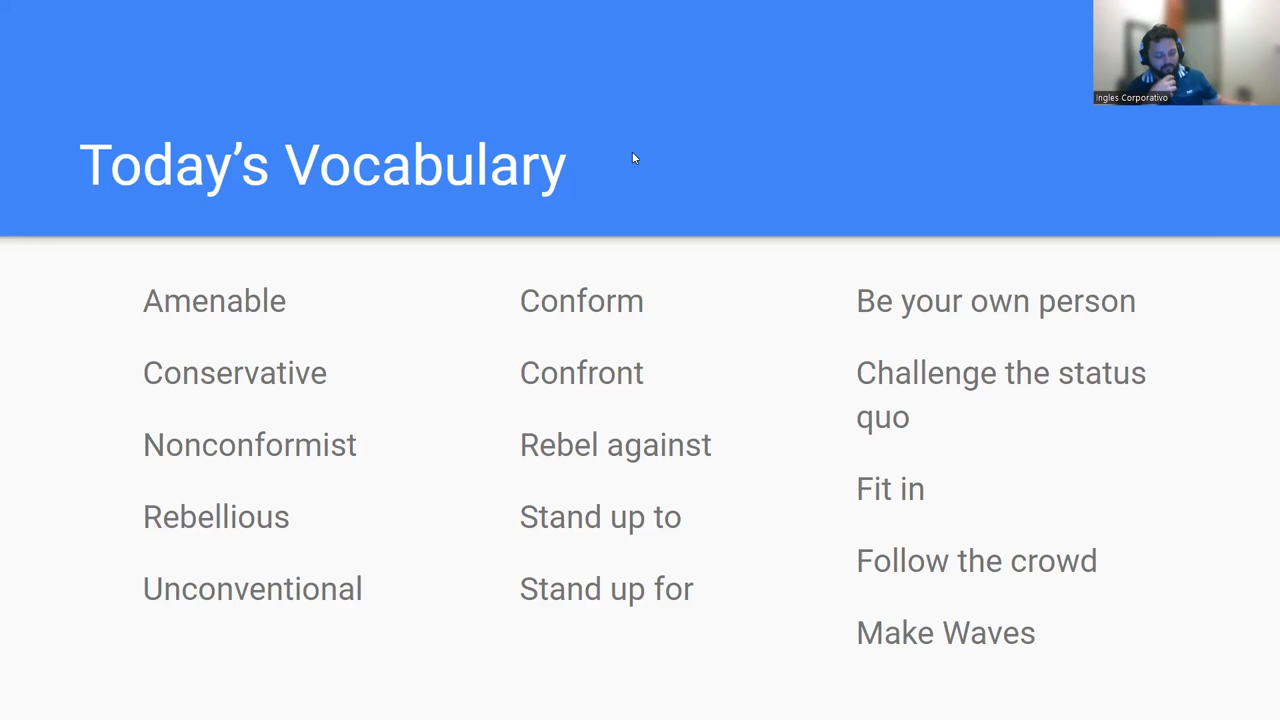 Ingles Corporativo
Today's Vocabulary
Amenable
Conservative
Nonconformist
Rebellious
Unconventional
Conform
Confront
Rebel against
Stand up to
Stand up for
Be your own person
Challenge the status
quo
Fit in
Follow the crowd
Make Waves